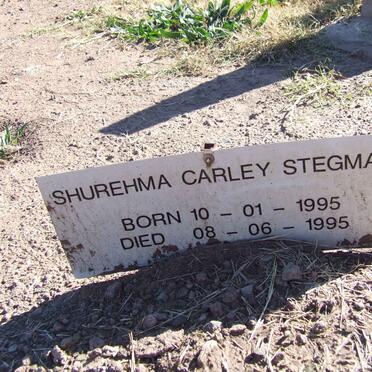 SHUREHMA CARLEY STEGMA
BORN 10 - 01 - 1995
DIED 08 - 06 - 1995